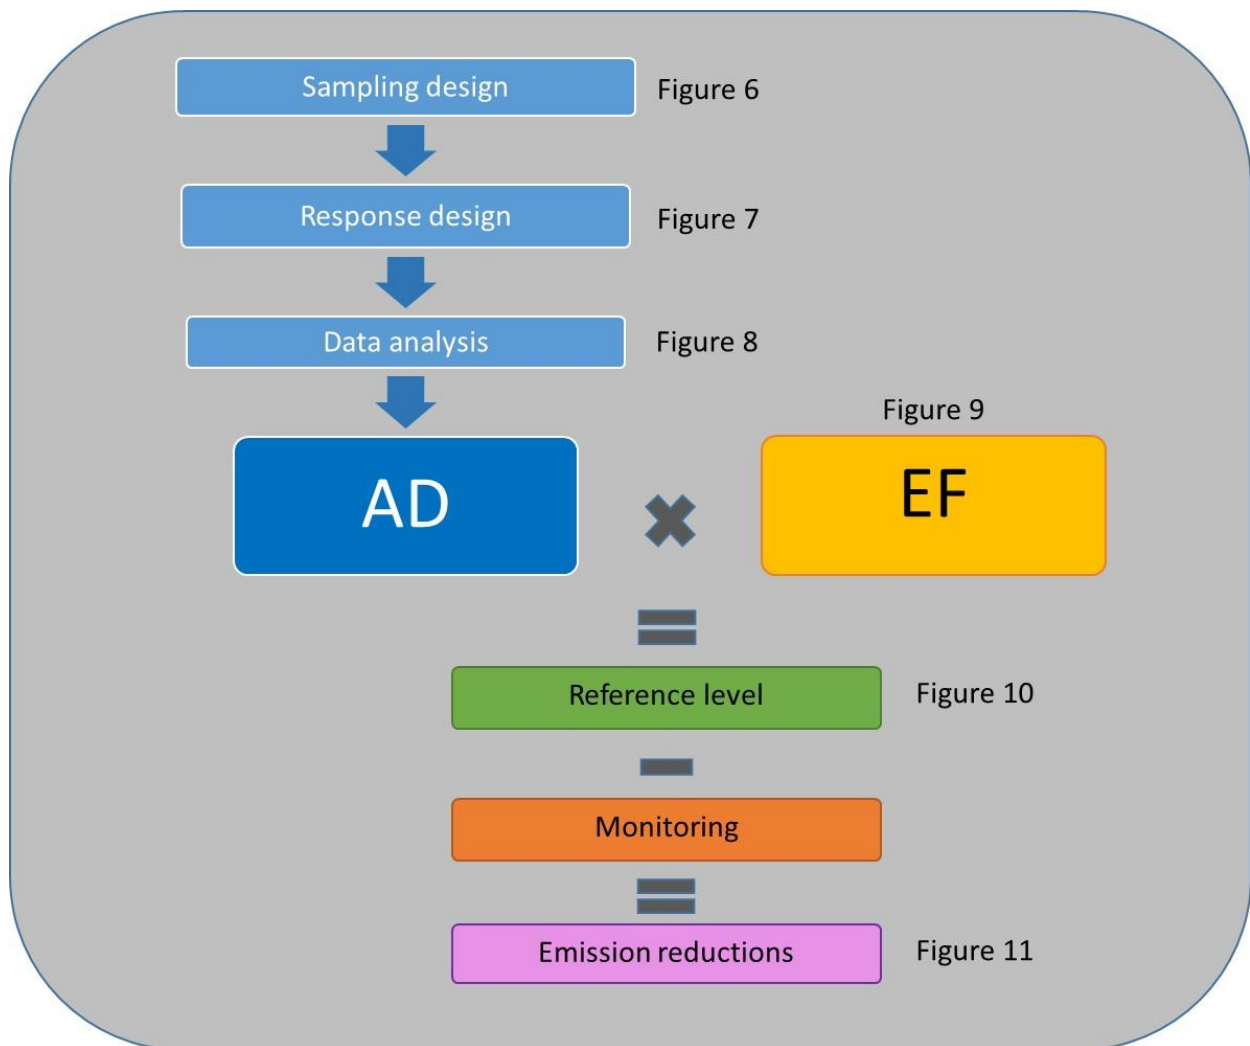 Sampling design
Figure 6
Response design
Figure 7
Data analysis
Figure 8
Figure 9
AD
EF
Reference level
Figure 10
Monitoring
Emission reductions
Figure 11